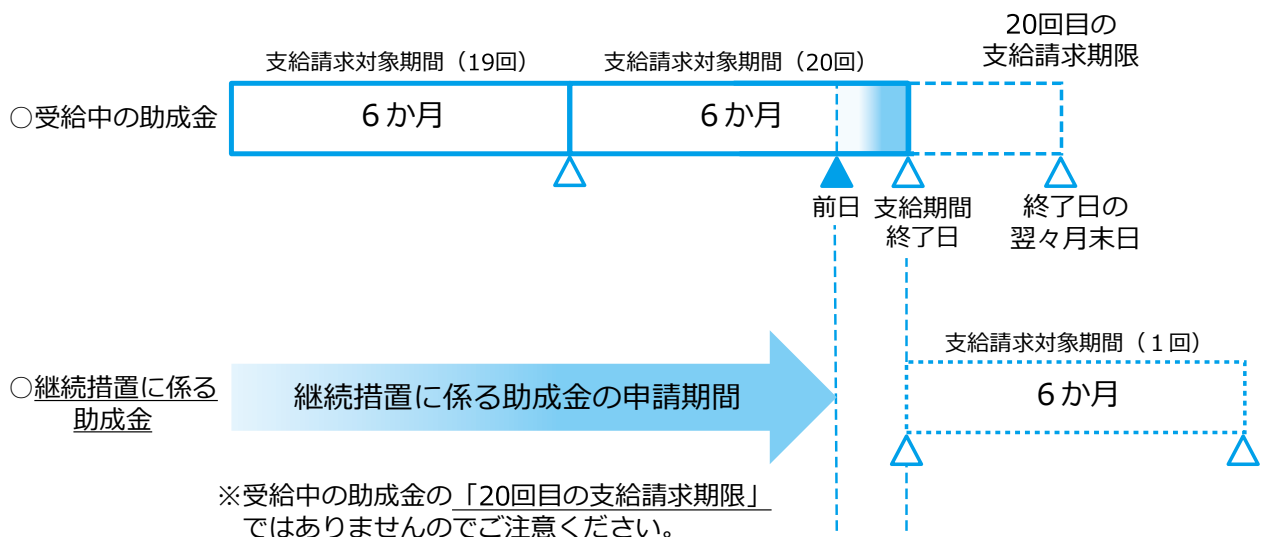 20回目の
支給請求期限
支給請求対象期間（19回）
支給請求対象期間（20回）
○受給中の助成金
６か月
６か月
前日
支給期間
終了日
終了日の
翌々月末日
支給請求対象期間（１回）
○継続措置に係る
助成金
継続措置に係る助成金の申請期間
６か月
※受給中の助成金の「20回目の支給請求期限」
ではありませんのでご注意ください。